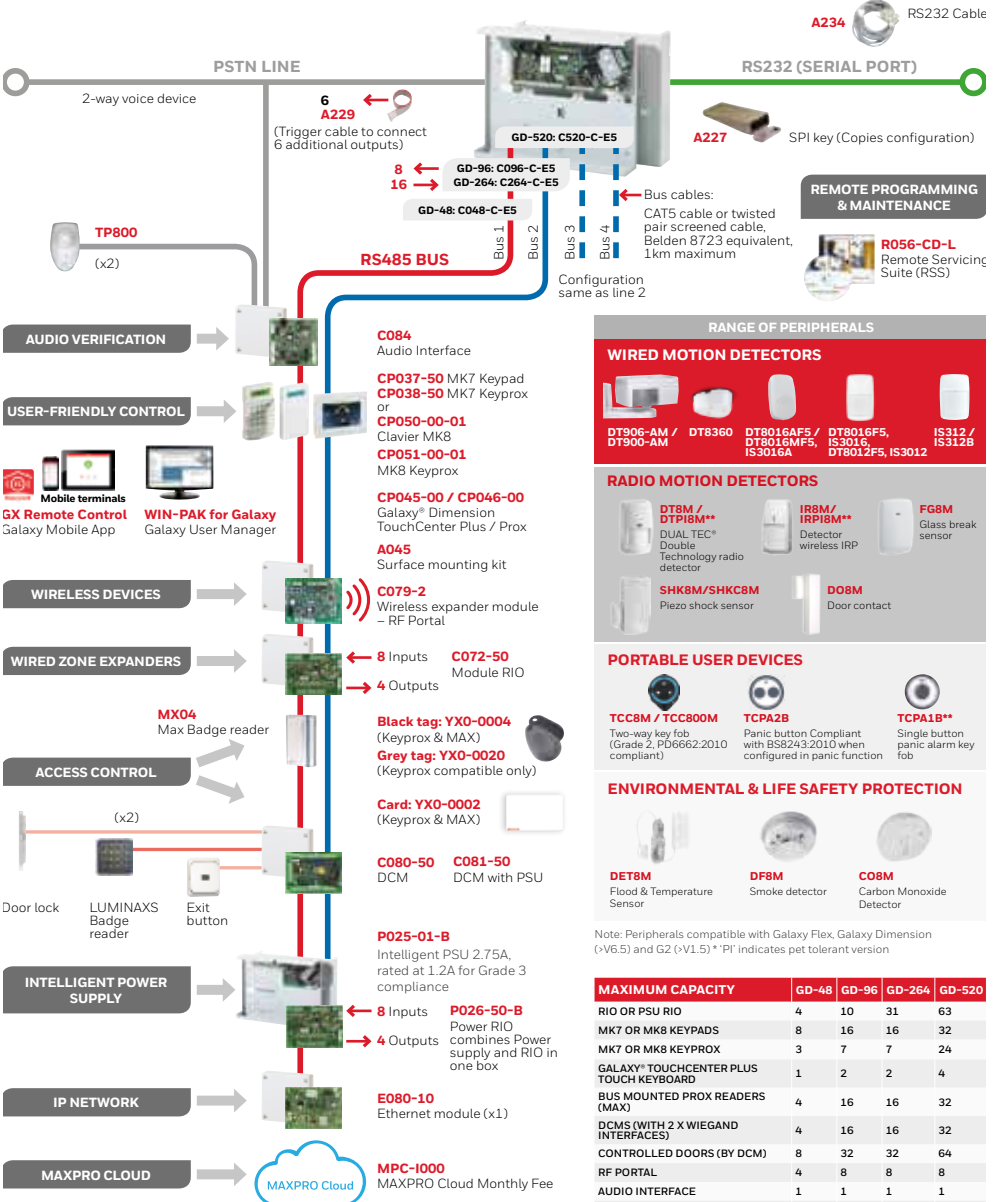 A234
RS232 Cable
PSTN LINE
RS232 (SERIAL PORT)
2-way voice device
6
A229
(Trigger cable to connect
6 additional outputs)
A227
SPI key (Copies configuration)
GD-520: C520-C-E5
8
16
GD-96: C096-C-E5
GD-264: C264-C-E5
GD-48: C048-C-E5
Bus cables:
CAT5 cable or twisted
pair screened cable,
Belden 8723 equivalent,
1km maximum
REMOTE PROGRAMMING
& MAINTENANCE
R056-CD-L
Remote Servicing
Suite (RSS)
TP800
(x2)
RS485 BUS
Bus 1
Bus 2
Bus 3
Bus 4
Configuration
same as line 2
AUDIO VERIFICATION
C084
Audio Interface
USER-FRIENDLY CONTROL
CP037-50 MK7 Keypad
CP038-50 MK7 Keyprox
or
CP050-00-01
Clavier MK8
CP051-00-01
MK8 Keyprox
Mobile terminals
GX Remote Control
Galaxy Mobile App
WIN-PAK for Galaxy
Galaxy User Manager
CP045-00 / CP046-00
Galaxy® Dimension
TouchCenter Plus / Prox
A045
Surface mounting kit
WIRELESS DEVICES
C079-2
Wireless expander module
– RF Portal
WIRED ZONE EXPANDERS
8 Inputs
4 Outputs
C072-50
Module RIO
MX04
Max Badge reader
ACCESS CONTROL
Black tag: YX0-0004
(Keyprox & MAX)
Grey tag: YX0-0020
(Keyprox compatible only)
Card: YX0-0002
(Keyprox & MAX)
(x2)
C080-50
DCM
C081-50
DCM with PSU
Door lock
LUMINAXS
Badge
reader
Exit
button
INTELLIGENT POWER
SUPPLY
P025-01-B
Intelligent PSU 2.75A,
rated at 1.2A for Grade 3
compliance
8 Inputs
4 Outputs
P026-50-B
Power RIO
combines Power
supply and RIO in
one box
IP NETWORK
E080-10
Ethernet module (x1)
MAXPRO CLOUD
MAXPRO Cloud
MPC-I000
MAXPRO Cloud Monthly Fee
RANGE OF PERIPHERALS
WIRED MOTION DETECTORS
DT906-AM /
DT900-AM
DT8360
DT8016AF5 /
DT8016MF5,
IS3016A
DT8016F5,
IS3016,
DT8012F5, IS3012
IS312 /
IS312B
RADIO MOTION DETECTORS
DT8M /
DTPI8M**
DUAL TEC®
Double
Technology radio
detector
IR8M/
IRPI8M**
Detector
wireless IRP
FG8M
Glass break
sensor
SHK8M/SHKC8M
Piezo shock sensor
DO8M
Door contact
PORTABLE USER DEVICES
TCC8M / TCC800M
Two-way key fob
(Grade 2, PD6662:2010
compliant)
TCPA2B
Panic button Compliant
with BS8243:2010 when
configured in panic function
TCPA1B**
Single button
panic alarm key
fob
ENVIRONMENTAL & LIFE SAFETY PROTECTION
DET8M
Flood & Temperature
Sensor
DF8M
Smoke detector
CO8M
Carbon Monoxide
Detector
Note: Peripherals compatible with Galaxy Flex, Galaxy Dimension
(>V6.5) and G2 (>V1.5) * 'PI' indicates pet tolerant version
MAXIMUM CAPACITY GD-48 GD-96 GD-264 GD-520
RIO OR PSU RIO 4 10 31 63
MK7 OR MK8 KEYPADS 8 16 16 32
MK7 OR MK8 KEYPROX 3 7 7 24
GALAXY® TOUCHCENTER PLUS
TOUCH KEYBOARD 1 2 2 4
BUS MOUNTED PROX READERS
(MAX) 4 16 16 32
DCMS (WITH 2 X WIEGAND
INTERFACES) 4 16 16 32
CONTROLLED DOORS (BY DCM) 8 32 32 64
RF PORTAL 4 8 8 8
AUDIO INTERFACE 1 1 1 1